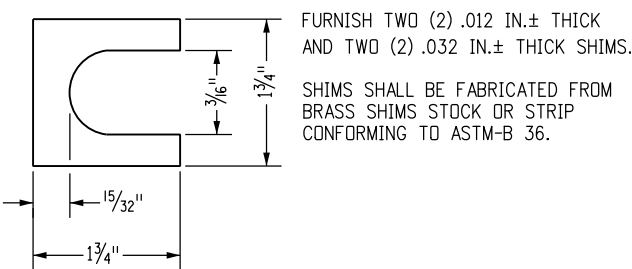 FURNISH TWO (2) .012 IN.± THICK
AND TWO (2) .032 IN.± THICK SHIMS.
SHIMS SHALL BE FABRICATED FROM
BRASS SHIMS STOCK OR STRIP
CONFORMING TO ASTM-B 36.
3/16"
1 3/4"
15/32"
1 3/4"